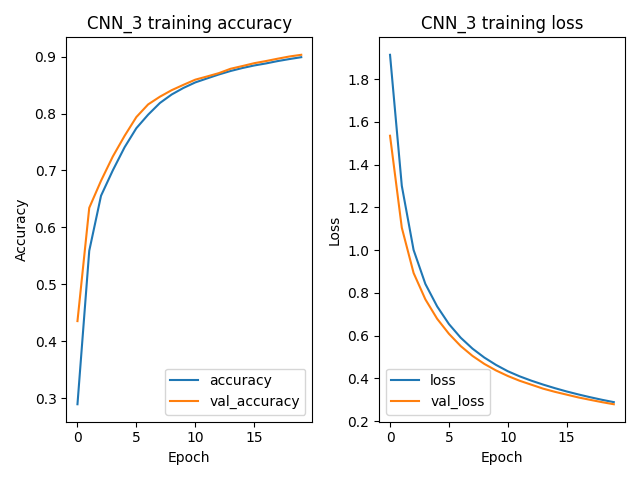 CNN_3 training accuracy
0.9
0.8
0.7
0.6
0.5
0.4
0.3
Accuracy
0
5
10
15
Epoch
accuracy
val_accuracy
CNN_3 training loss
1.8
1.6
1.4
1.2
1.0
0.8
0.6
0.4
0.2
Loss
0
5
10
15
Epoch
loss
val_loss